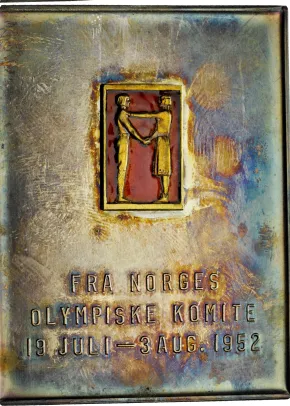 FRA NORGES
OLYMPISKE KOMITE
19 JULI—3 AUG. 1952